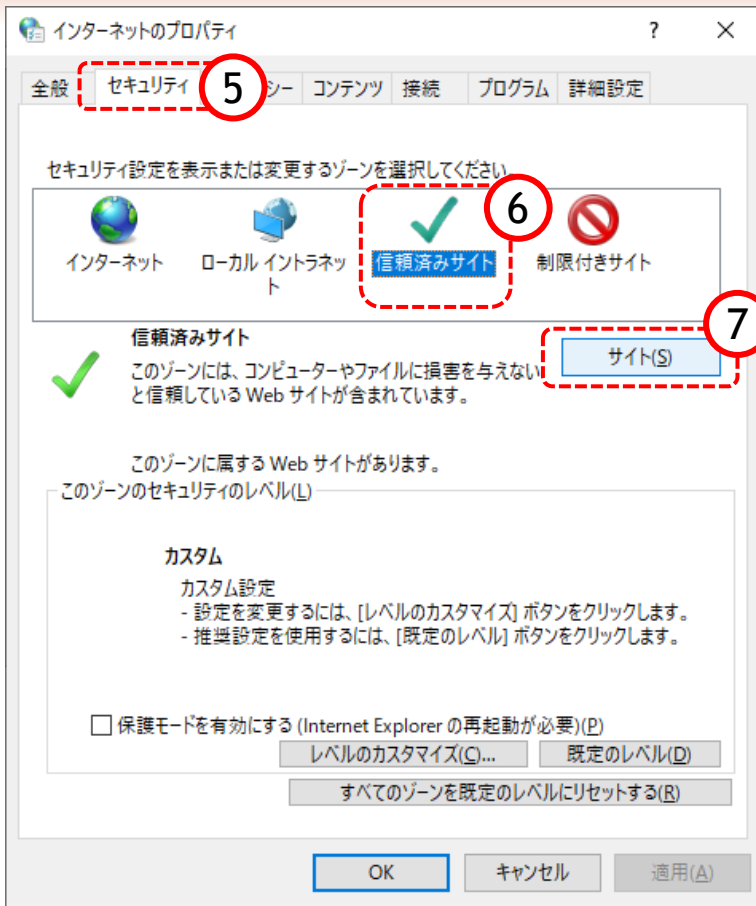 インターネットのプロパティ
?
全般
セキュリティ
5
シー
コンテンツ
接続
プログラム
詳細設定
セキュリティ設定を表示または変更するゾーンを選択してください。
6
インターネット
ローカル イントラネッ
ト
信頼済みサイト
制限付きサイト
7
信頼済みサイト
サイト(S)
このゾーンには、コンピューターやファイルに損害を与えない
と信頼している Web サイトが含まれています。
このゾーンに属する Web サイトがあります。
このゾーンのセキュリティのレベル(L)
カスタム
カスタム設定
- 設定を変更するには、[レベルのカスタマイズ] ボタンをクリックします。
- 推奨設定を使用するには、[既定のレベル] ボタンをクリックします。
保護モードを有効にする (Internet Explorer の再起動が必要)(P)
レベルのカスタマイズ(C)...
既定のレベル(D)
すべてのゾーンを既定のレベルにリセットする(R)
OK
キャンセル
適用(A)